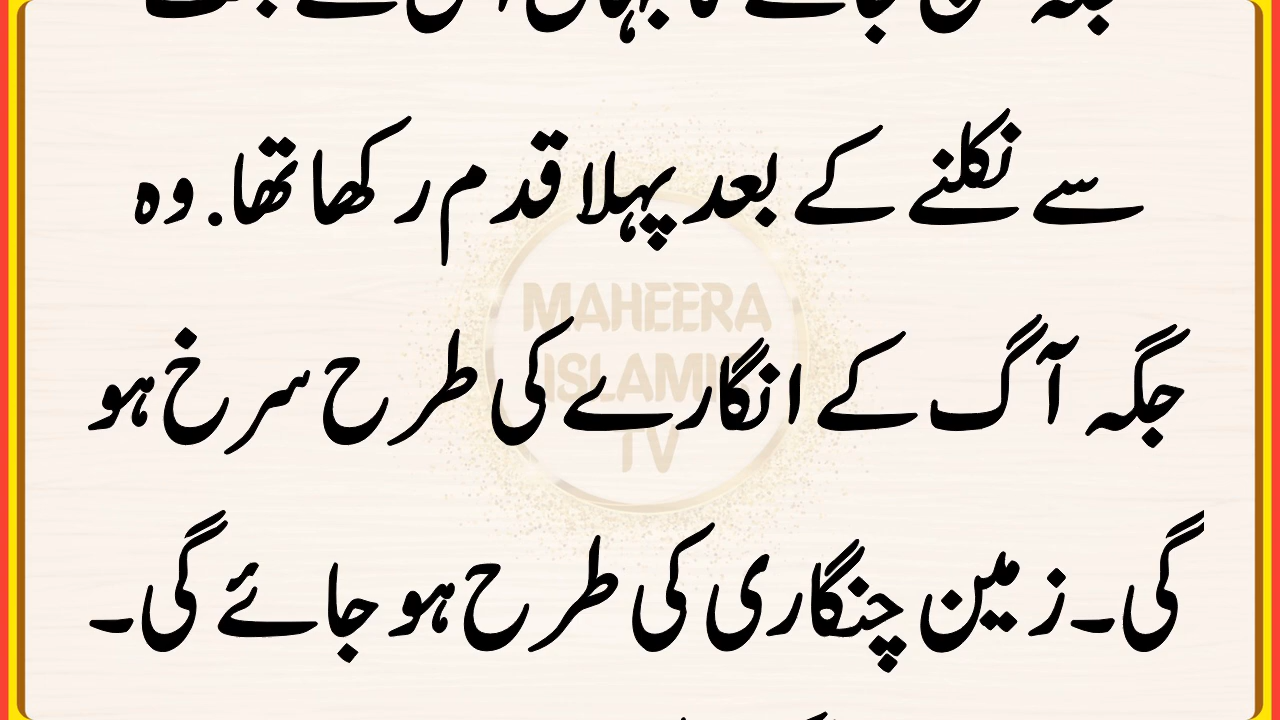 سے نکلنے کے بعد پہلا قدم رکھا تھا. وہ
جگہ آگ کے انگارے کی طرح سرخ ہو
گی۔ زمین چنگاری کی طرح ہو جائے گی۔
MAHEERA
ISLAMIC
TV